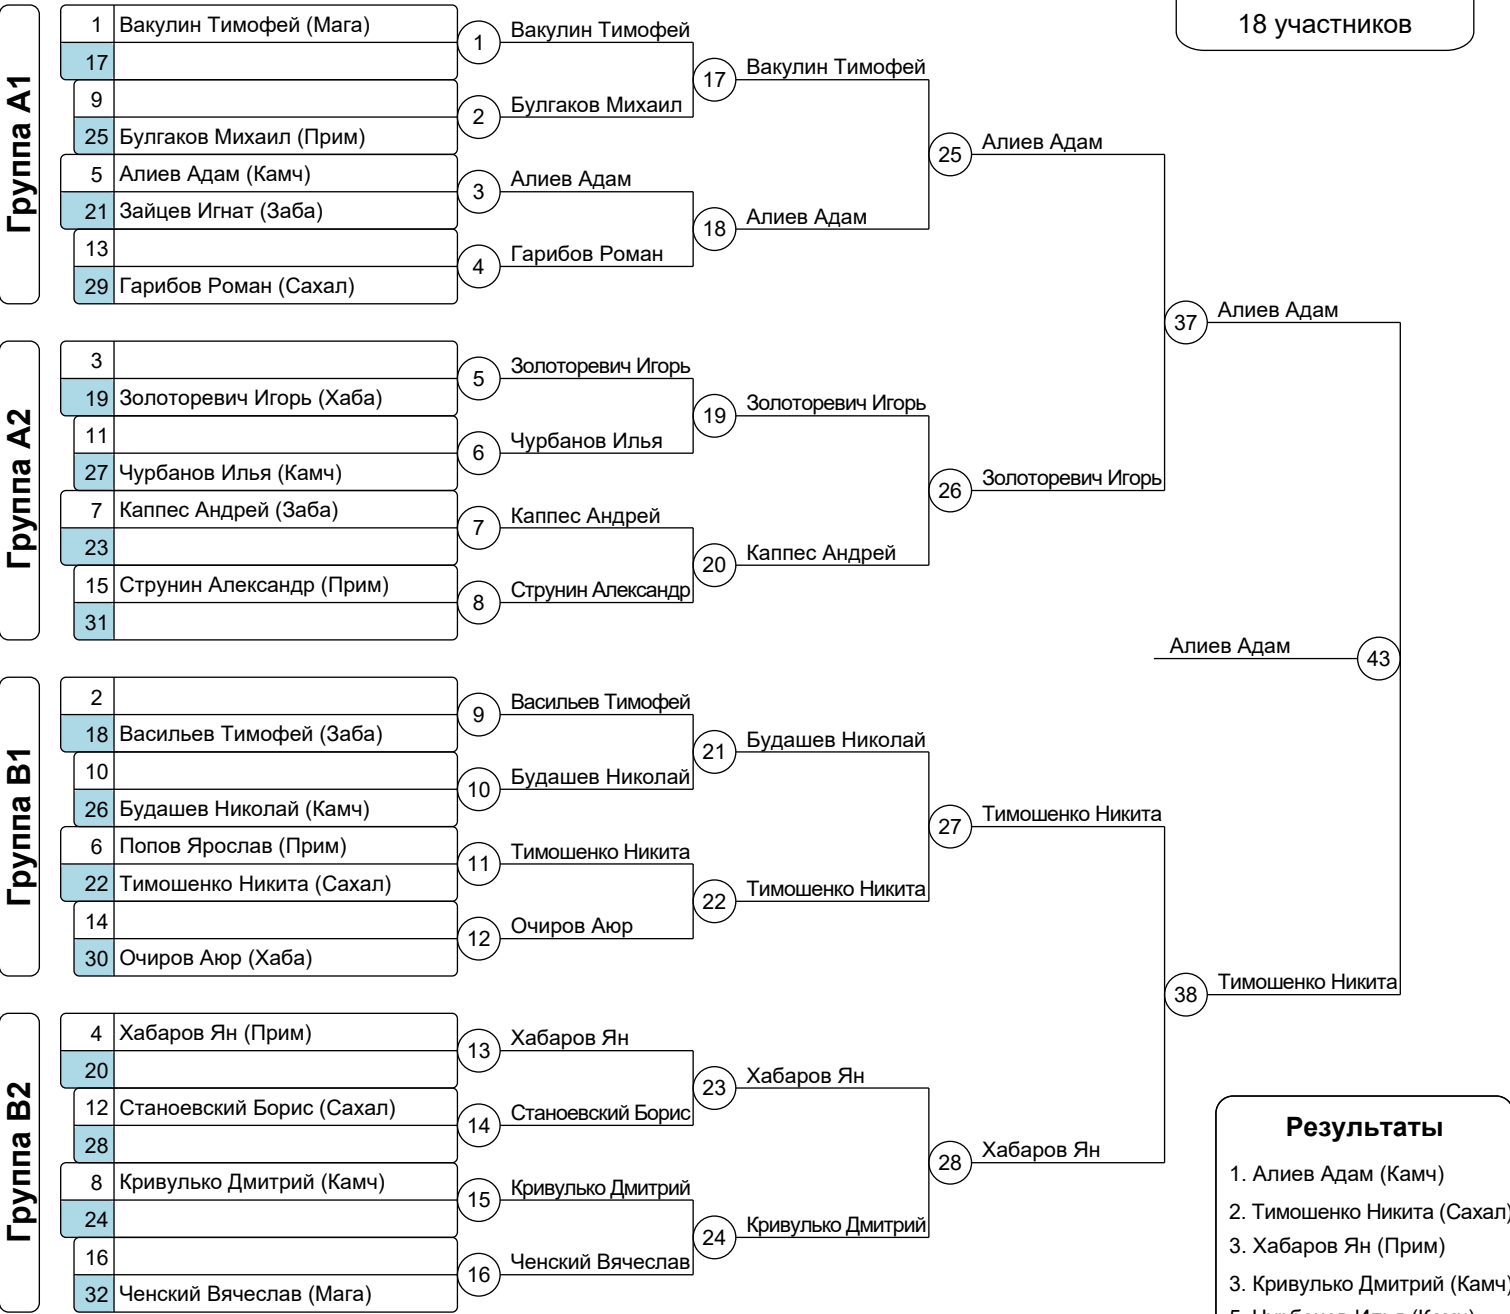 18 участников
Группа A1
1 Вакулин Тимофей (Мага)
17
9
25 Булгаков Михаил (Прим)
5 Алиев Адам (Камч)
21 Зайцев Игнат (Заба)
13
29 Гарибов Роман (Сахал)
1 Вакулин Тимофей
2 Булгаков Михаил
3 Алиев Адам
4 Гарибов Роман
17 Вакулин Тимофей
18 Алиев Адам
25 Алиев Адам
Группа A2
3
19 Золоторевич Игорь (Хаба)
11
27 Чурбанов Илья (Камч)
7 Каппес Андрей (Заба)
23
15 Струнин Александр (Прим)
31
5 Золоторевич Игорь
6 Чурбанов Илья
7 Каппес Андрей
8 Струнин Александр
19 Золоторевич Игорь
20 Каппес Андрей
26 Золоторевич Игорь
37 Алиев Адам
Группа B1
2
18 Васильев Тимофей (Заба)
10
26 Будашев Николай (Камч)
6 Попов Ярослав (Прим)
22 Тимошенко Никита (Сахал)
14
30 Очиров Аюр (Хаба)
9 Васильев Тимофей
10 Будашев Николай
11 Тимошенко Никита
12 Очиров Аюр
21 Будашев Николай
22 Тимошенко Никита
27 Тимошенко Никита
Группа B2
4 Хабаров Ян (Прим)
20
12 Станоевский Борис (Сахал)
28
8 Кривулько Дмитрий (Камч)
24
16
32 Ченский Вячеслав (Мага)
13 Хабаров Ян
14 Станоевский Борис
15 Кривулько Дмитрий
16 Ченский Вячеслав
23 Хабаров Ян
24 Кривулько Дмитрий
28 Хабаров Ян
38 Тимошенко Никита
Алиев Адам 43
Результаты
1. Алиев Адам (Камч)
2. Тимошенко Никита (Сахал)
3. Хабаров Ян (Прим)
3. Кривулько Дмитрий (Камч)